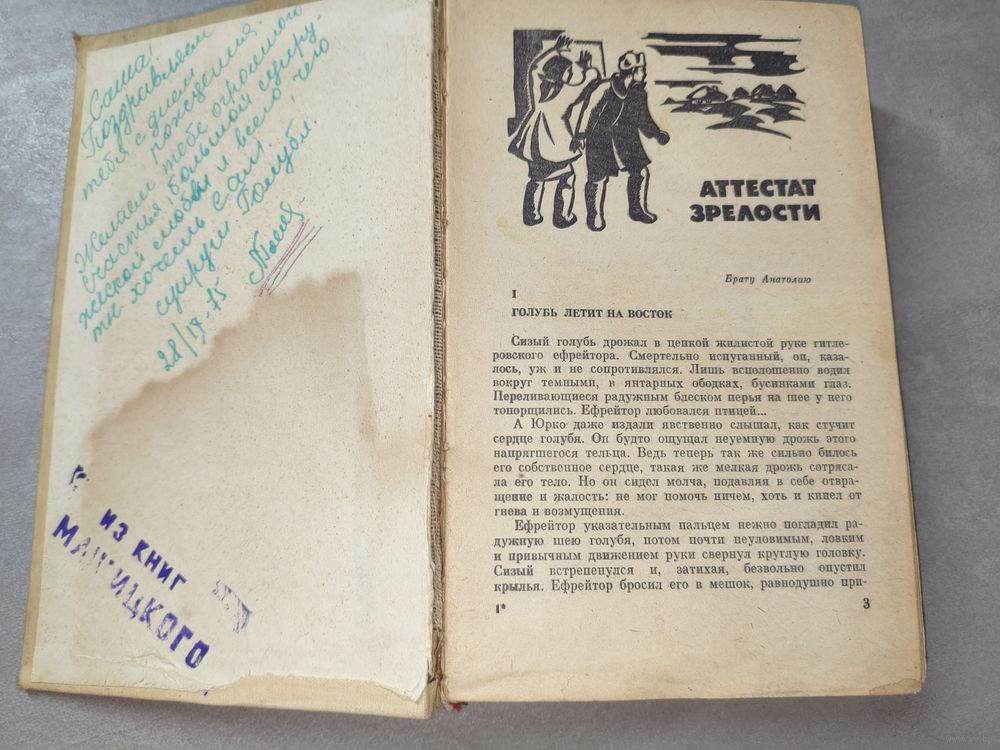 Саша!
Поздравляем
тебя с днем
рождения
Желаем тебе огромного
счастья, большой супру-
жеской любви и всего чего
ты хочешь сам!
супруги Голуби.
28/IX-75
ИЗ КНИГ
АТТЕСТАТ
ЗРЕЛОСТИ
Брату Анатолию
I
ГОЛУБЬ ЛЕТИТ НА ВОСТОК
Сизый голубь дрожал в цепкой жилистой руке гитле-
ровского ефрейтора. Смертельно испуганный, он, каза-
лось, уж и не сопротивлялся. Лишь всполошенно водил
вокруг темными, в янтарных ободках, бусинками глаз.
Переливающиеся радужным блеском перья на шее у него
топорщились. Ефрейтор любовался птицей...
А Юрко даже издали явственно слышал, как стучит
сердце голубя. Он будто ощущал неуемную дрожь этого
напрягшегося тельца. Ведь теперь так же сильно билось
его собственное сердце, такая же мелкая дрожь сотряса-
ла его тело. Но он сидел молча, подавляя в себе отвра-
щение и жалость: не мог помочь ничем, хоть и кипел от
гнева и возмущения.
Ефрейтор указательным пальцем нежно погладил ра-
дужную шею голубя, потом почти неуловимым, ловким
и привычным движением руки свернул круглую головку.
Сизый встрепенулся и, затихая, безвольно опустил
крылья. Ефрейтор бросил его в мешок, равнодушно при-
1*
3